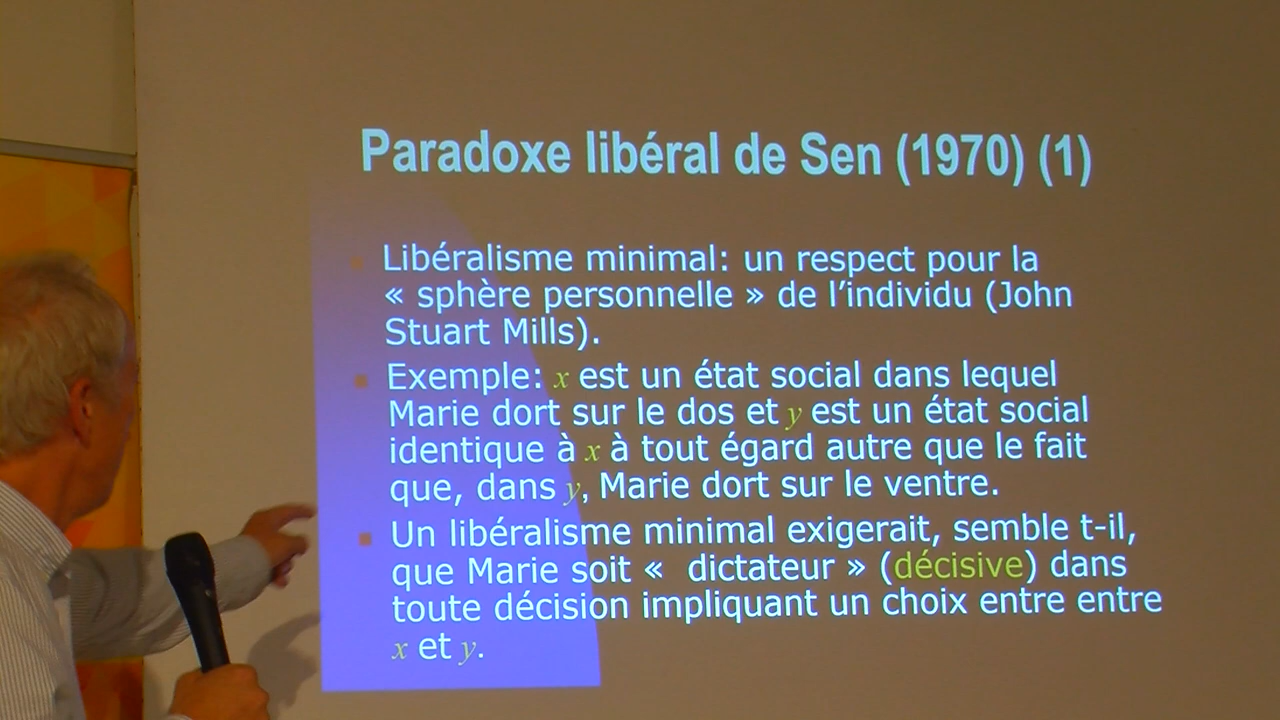 Paradoxe libéral de Sen (1970) (1)
Libéralisme minimal: un respect pour la
« sphère personnelle » de l’individu (John
Stuart Mills).
Exemple: x est un état social dans lequel
Marie dort sur le dos et y est un état social
identique à x à tout égard autre que le fait
que, dans y, Marie dort sur le ventre.
Un libéralisme minimal exigerait, semble t-il,
que Marie soit «  dictateur » (décisive) dans
toute décision impliquant un choix entre entre
x et y.